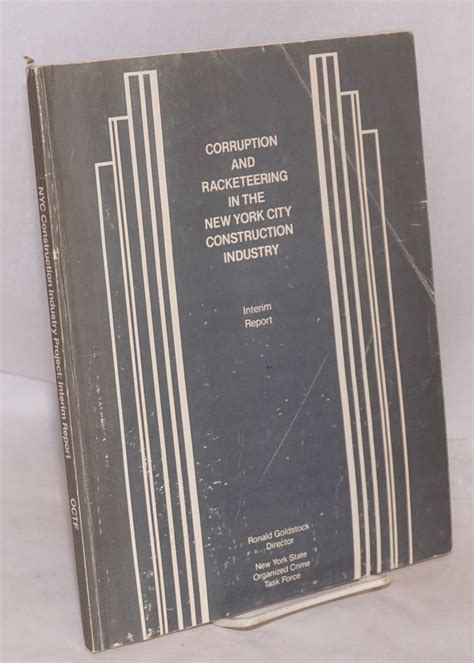 CORRUPTION
AND
RACKETEERING
IN THE
NEW YORK CITY
CONSTRUCTION
INDUSTRY
Interim
Report
Ronald Goldstock
Director
New York State
Organized Crime
Task Force
NYC Construction Industry Project: Interim Report OCTF